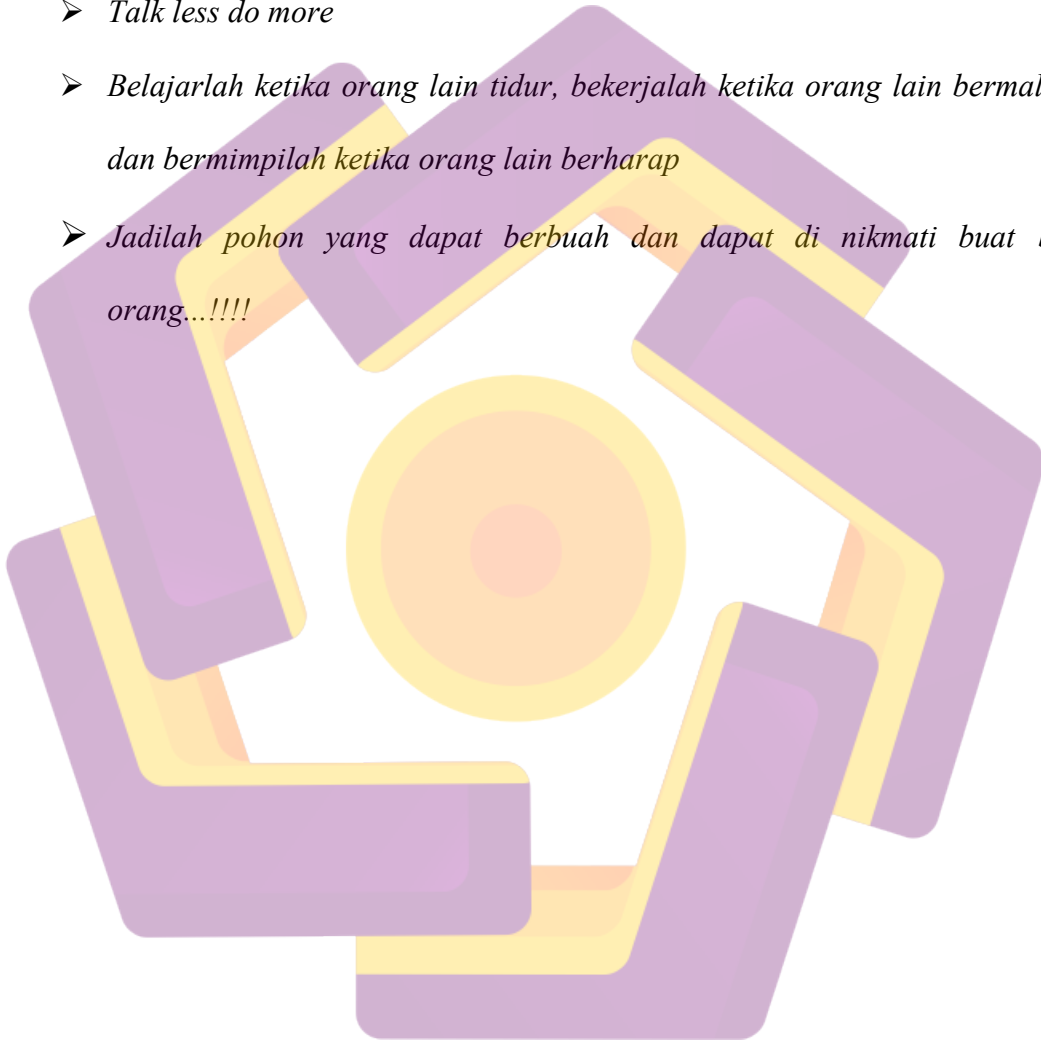 ➢ Talk less do more
➢ Belajarlah ketika orang lain tidur, bekerjalah ketika orang lain
dan bermimpilah ketika orang lain berharap
➢ Jadilah pohon yang dapat berbuah dan dapat di nikmati buat
orang...!!!!